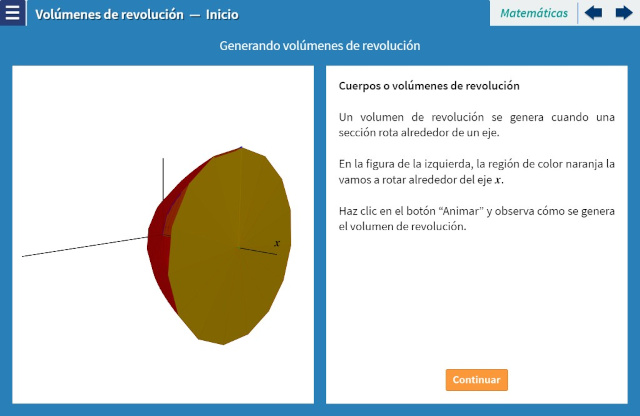 Volúmenes de revolución — Inicio
Matemáticas
Generando volúmenes de revolución
Cuerpos o volúmenes de revolución
Un volumen de revolución se genera cuando una
sección rota alrededor de un eje.
En la figura de la izquierda, la región de color naranja la
vamos a rotar alrededor del eje x.
Haz clic en el botón “Animar” y observa cómo se genera
el volumen de revolución.
x
Continuar